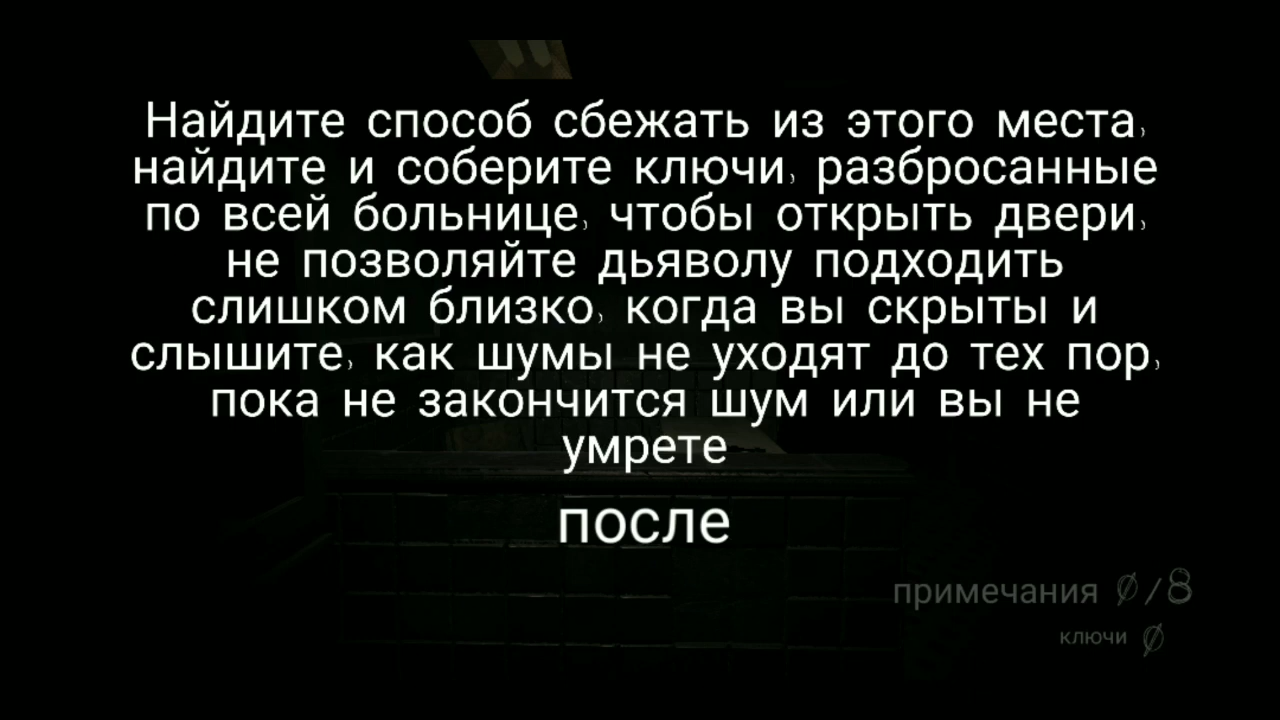 Найдите способ сбежать из этого места,
найдите и соберите ключи, разбросанные
по всей больнице, чтобы открыть двери,
не позволяйте дьяволу подходить
слишком близко, когда вы скрыты и
слышите, как шумы не уходят до тех пор,
пока не закончится шум или вы не
умрете
после
примечания 0/8
ключи 0